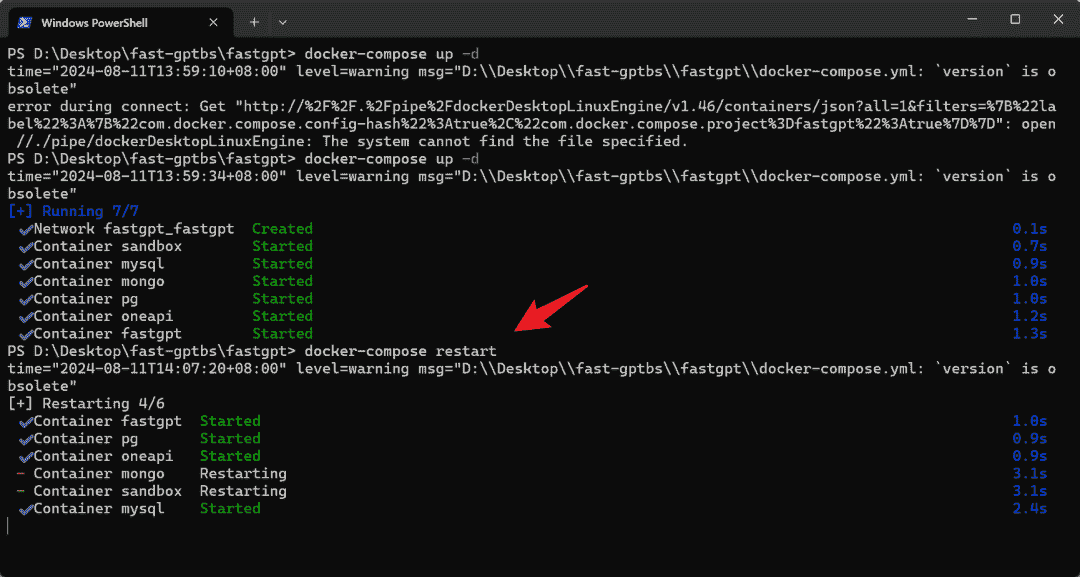 Windows PowerShell
PS D:\Desktop\fast-gptbs\fastgpt> docker-compose up -d
time="2024-08-11T13:59:10+08:00" level=warning msg="D:\\Desktop\\fast-gptbs\\fastgpt\\docker-compose.yml: `version` is o
bsolete"
error during connect: Get "http://%2F%2F.%2Fpipe%2FdockerDesktopLinuxEngine/v1.46/containers/json?all=1&filters=%7B%22la
bel%22%3A%7B%22com.docker.compose.config-hash%22%3Atrue%2C%22com.docker.compose.project%3Dfastgpt%22%3Atrue%7D%7D": open
//./pipe/dockerDesktopLinuxEngine: The system cannot find the file specified.
PS D:\Desktop\fast-gptbs\fastgpt> docker-compose up -d
time="2024-08-11T13:59:34+08:00" level=warning msg="D:\\Desktop\\fast-gptbs\\fastgpt\\docker-compose.yml: `version` is o
bsolete"
[+] Running 7/7
✔Network fastgpt_fastgpt Created 0.1s
✔Container sandbox Started 0.7s
✔Container mysql Started 0.9s
✔Container mongo Started 1.0s
✔Container pg Started 1.0s
✔Container oneapi Started 1.2s
✔Container fastgpt Started 1.3s
PS D:\Desktop\fast-gptbs\fastgpt> docker-compose restart
time="2024-08-11T14:07:20+08:00" level=warning msg="D:\\Desktop\\fast-gptbs\\fastgpt\\docker-compose.yml: `version` is o
bsolete"
[+] Restarting 4/6
✔Container fastgpt Started 1.0s
✔Container pg Started 0.9s
✔Container oneapi Started 0.9s
- Container mongo Restarting 3.1s
- Container sandbox Restarting 3.1s
✔Container mysql Started 2.4s